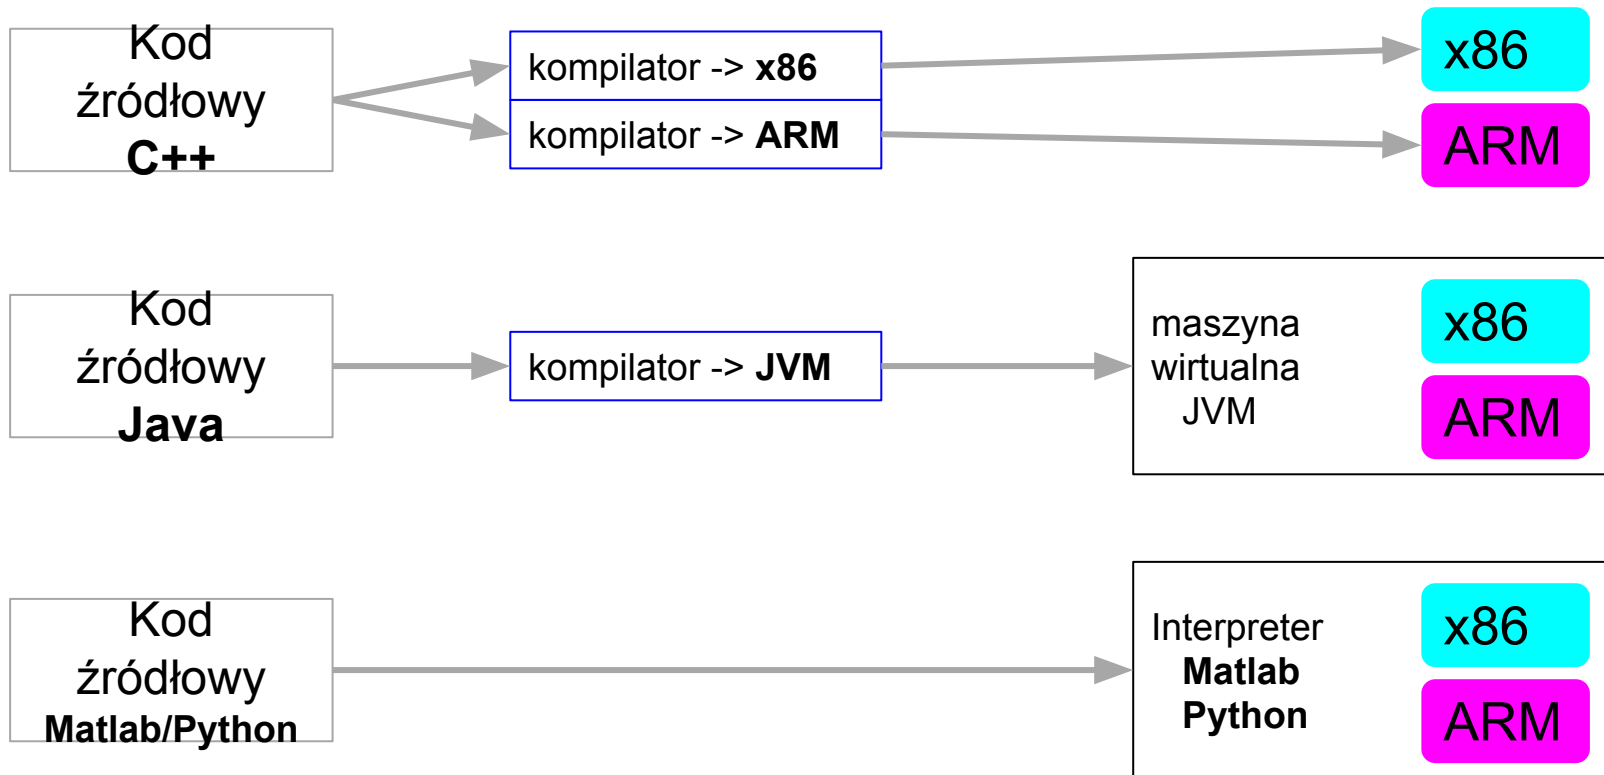 Kod
źródłowy
C++
kompilator -> x86
kompilator -> ARM
x86
ARM
Kod
źródłowy
Java
kompilator -> JVM
maszyna
wirtualna
JVM
x86
ARM
Kod
źródłowy
Matlab/Python
Interpreter
Matlab
Python
x86
ARM